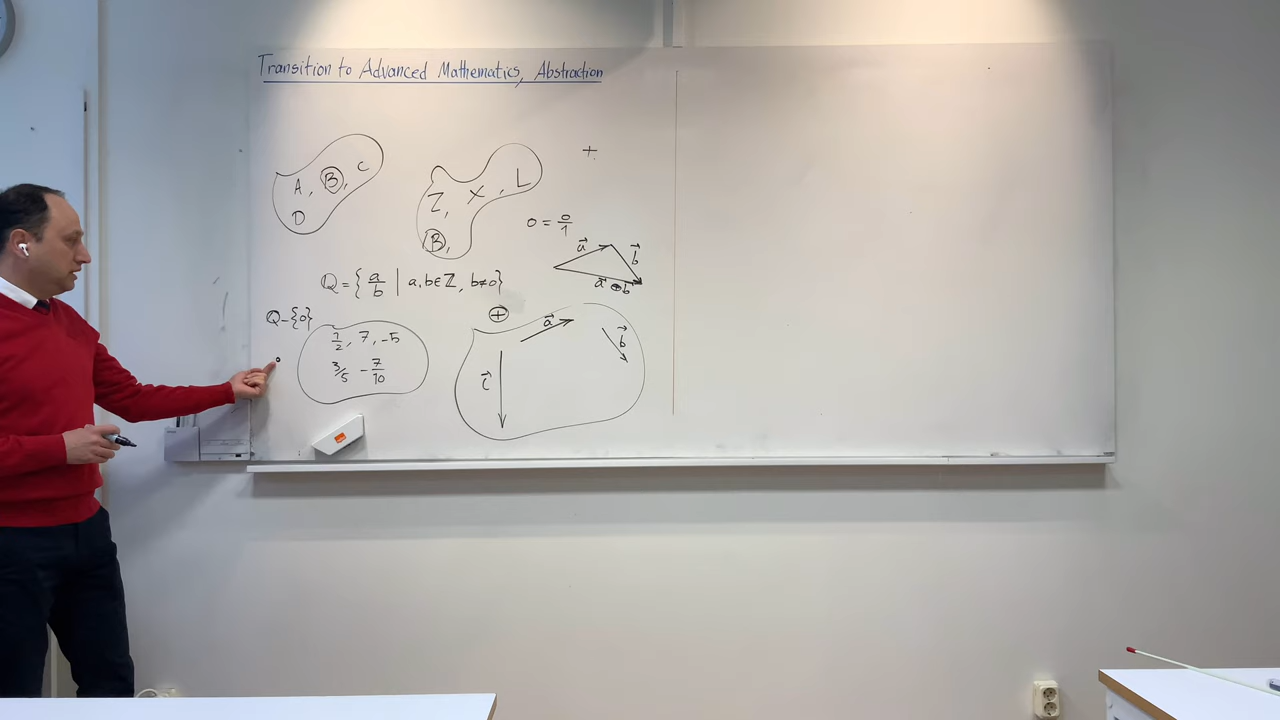 Transition to Advanced Mathematics, Abstraction
+
A, B, C
D
Z, X, L
B,
0 = 0/1
a⃗ b⃗
a⃗ ⊕ b⃗
ℚ = { a/b | a, b ∈ ℤ, b ≠ 0 }
ℚ - {0}
⊕
1/2, 7, -5
3/5 - 7/10
a⃗ b⃗
c⃗